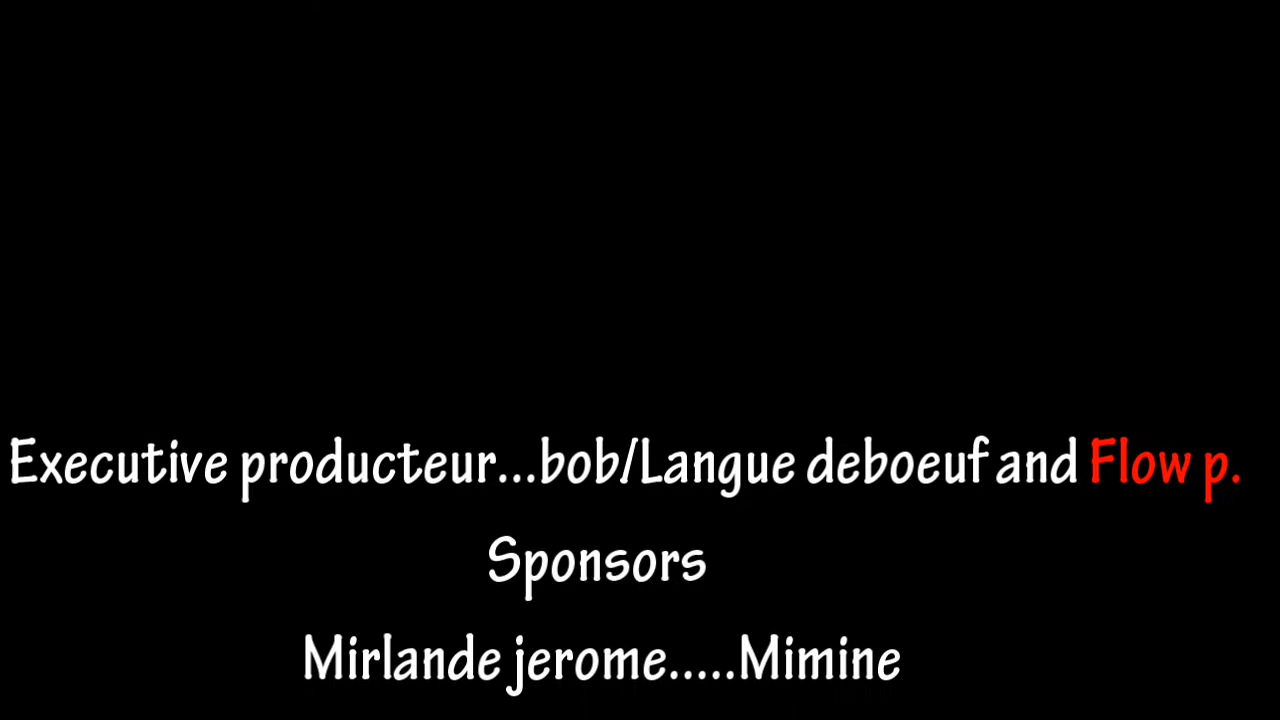 Executive producteur...bob/Langue deboeuf and Flow p.
Sponsors
Mirlande jerome.....Mimine